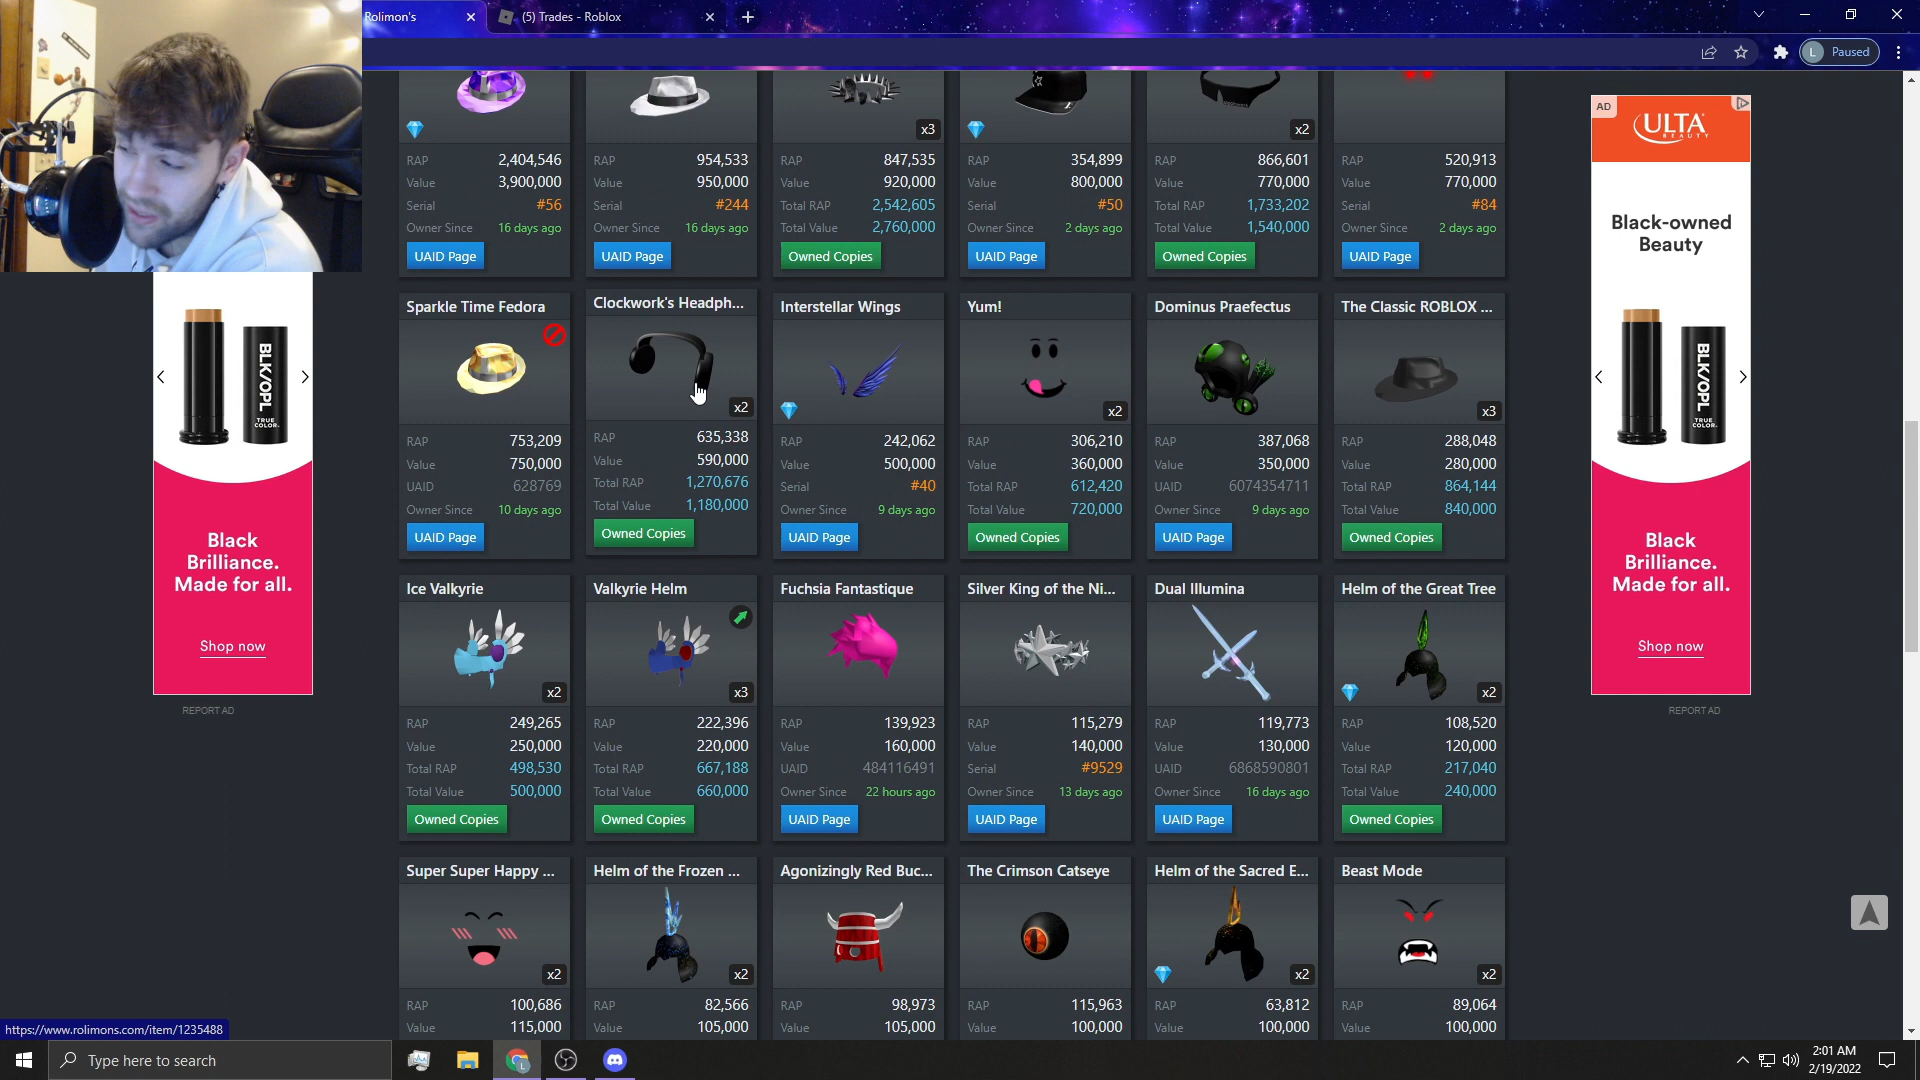 Rolimon's
(5) Trades - Roblox
L Paused
x3
x2
RAP 2,404,546
Value 3,900,000
Serial #56
Owner Since 16 days ago
UAID Page
RAP 954,533
Value 950,000
Serial #244
Owner Since 16 days ago
UAID Page
RAP 847,535
Value 920,000
Total RAP 2,542,605
Total Value 2,760,000
Owned Copies
RAP 354,899
Value 800,000
Serial #50
Owner Since 2 days ago
UAID Page
RAP 866,601
Value 770,000
Total RAP 1,733,202
Total Value 1,540,000
Owned Copies
RAP 520,913
Value 770,000
Serial #84
Owner Since 2 days ago
UAID Page
Sparkle Time Fedora
RAP 753,209
Value 750,000
UAID 628769
Owner Since 10 days ago
UAID Page
Clockwork's Headph...
x2
RAP 635,338
Value 590,000
Total RAP 1,270,676
Total Value 1,180,000
Owned Copies
Interstellar Wings
RAP 242,062
Value 500,000
Serial #40
Owner Since 9 days ago
UAID Page
Yum!
x2
RAP 306,210
Value 360,000
Total RAP 612,420
Total Value 720,000
Owned Copies
Dominus Praefectus
RAP 387,068
Value 350,000
UAID 6074354711
Owner Since 9 days ago
UAID Page
The Classic ROBLOX ...
x3
RAP 288,048
Value 280,000
Total RAP 864,144
Total Value 840,000
Owned Copies
Ice Valkyrie
x2
RAP 249,265
Value 250,000
Total RAP 498,530
Total Value 500,000
Owned Copies
Valkyrie Helm
x3
RAP 222,396
Value 220,000
Total RAP 667,188
Total Value 660,000
Owned Copies
Fuchsia Fantastique
RAP 139,923
Value 160,000
UAID 484116491
Owner Since 22 hours ago
UAID Page
Silver King of the Ni...
RAP 115,279
Value 140,000
Serial #9529
Owner Since 13 days ago
UAID Page
Dual Illumina
RAP 119,773
Value 130,000
UAID 6868590801
Owner Since 16 days ago
UAID Page
Helm of the Great Tree
x2
RAP 108,520
Value 120,000
Total RAP 217,040
Total Value 240,000
Owned Copies
Super Super Happy ...
x2
RAP 100,686
Value 115,000
Helm of the Frozen ...
x2
RAP 82,566
Value 105,000
Agonizingly Red Buc...
RAP 98,973
Value 105,000
The Crimson Catseye
RAP 115,963
Value 100,000
Helm of the Sacred E...
x2
RAP 63,812
Value 100,000
Beast Mode
x2
RAP 89,064
Value 100,000
BLK/OPL
TRUE
COLOR.
Black
Brilliance.
Made for all.
Shop now
REPORT AD
AD
ULTA
BEAUTY
Black-owned
Beauty
BLK/OPL
TRUE
COLOR.
Black
Brilliance.
Made for all.
Shop now
REPORT AD
https://www.rolimons.com/item/1235488
Type here to search
L
2:01 AM
2/19/2022